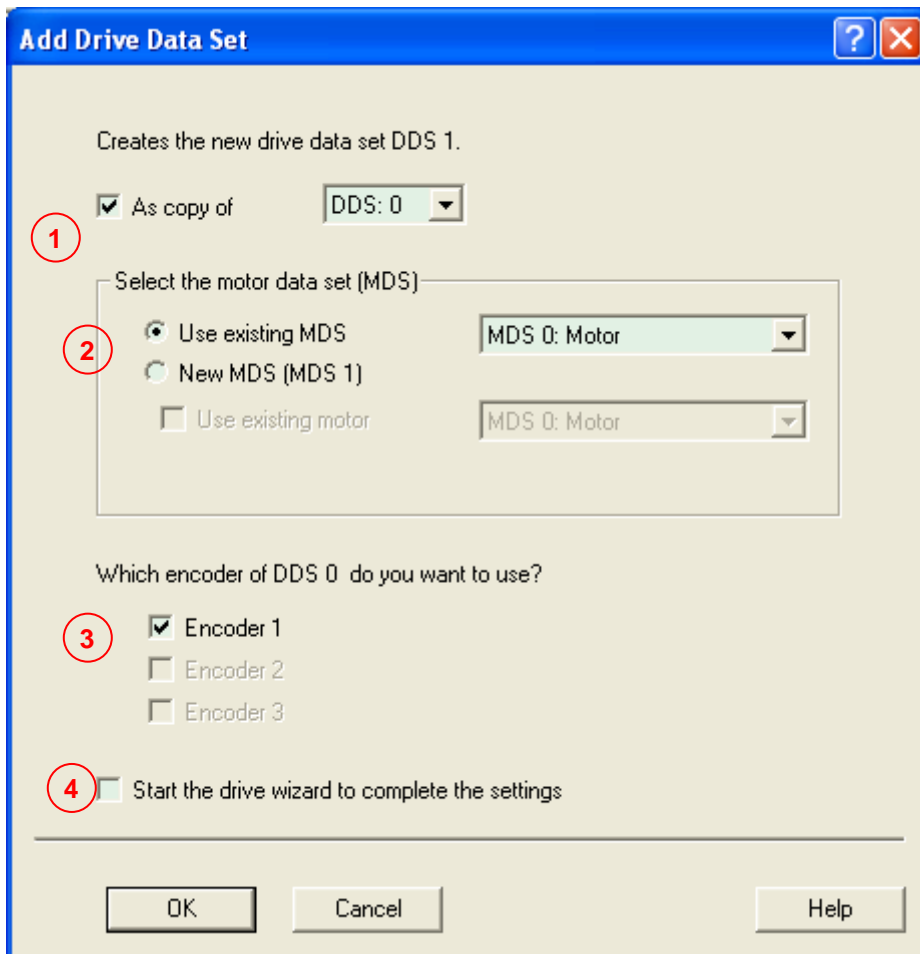 Add Drive Data Set
Creates the new drive data set DDS 1.
As copy of DDS: 0
1
Select the motor data set (MDS)
2 Use existing MDS MDS 0: Motor
New MDS (MDS 1)
Use existing motor MDS 0: Motor
Which encoder of DDS 0 do you want to use?
3 Encoder 1
Encoder 2
Encoder 3
4 Start the drive wizard to complete the settings
OK Cancel Help